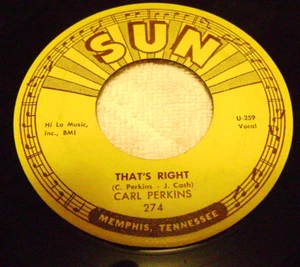 SUN
Hi Lo Music,
Inc., BMI
U-259
Vocal
THAT'S RIGHT
(C. Perkins - J. Cash)
CARL PERKINS
274
MEMPHIS, TENNESSEE